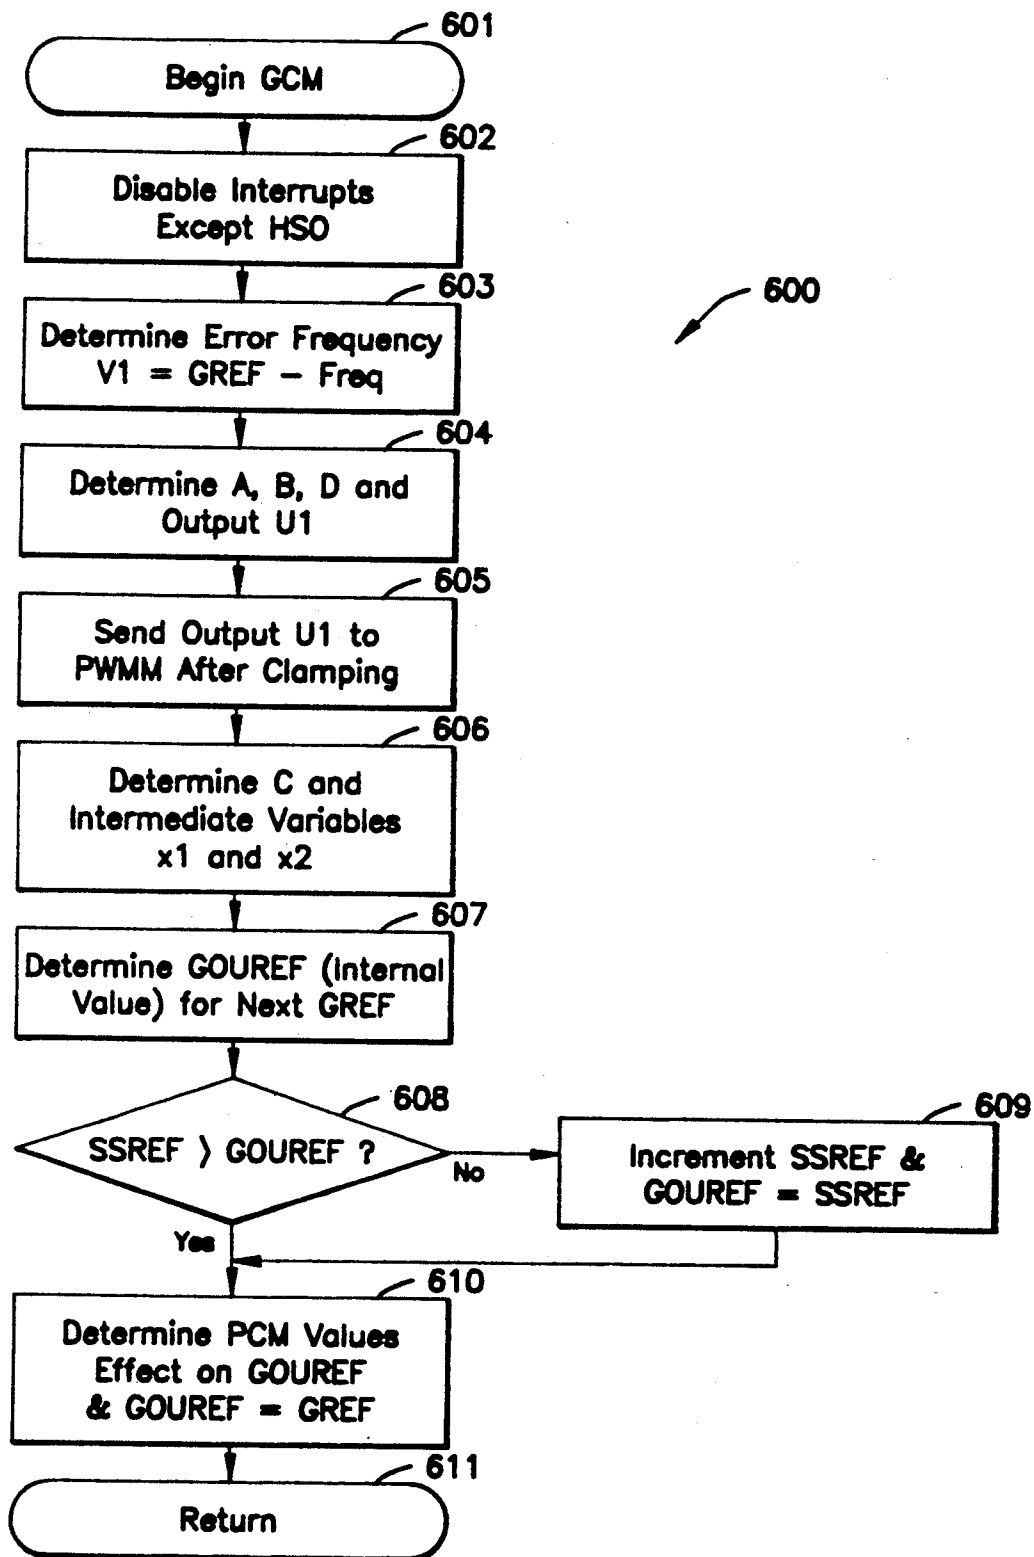 601
Begin GCM
602
Disable Interrupts
Except HSO
603
600
Determine Error Frequency
V1 = GREF - Freq
604
Determine A, B, D and
Output U1
605
Send Output U1 to
PWMM After Clamping
606
Determine C and
Intermediate Variables
x1 and x2
607
Determine GOUREF (Internal
Value) for Next GREF
608
SSREF > GOUREF ?
No
609
Increment SSREF &
GOUREF = SSREF
Yes
610
Determine PCM Values
Effect on GOUREF
& GOUREF = GREF
611
Return